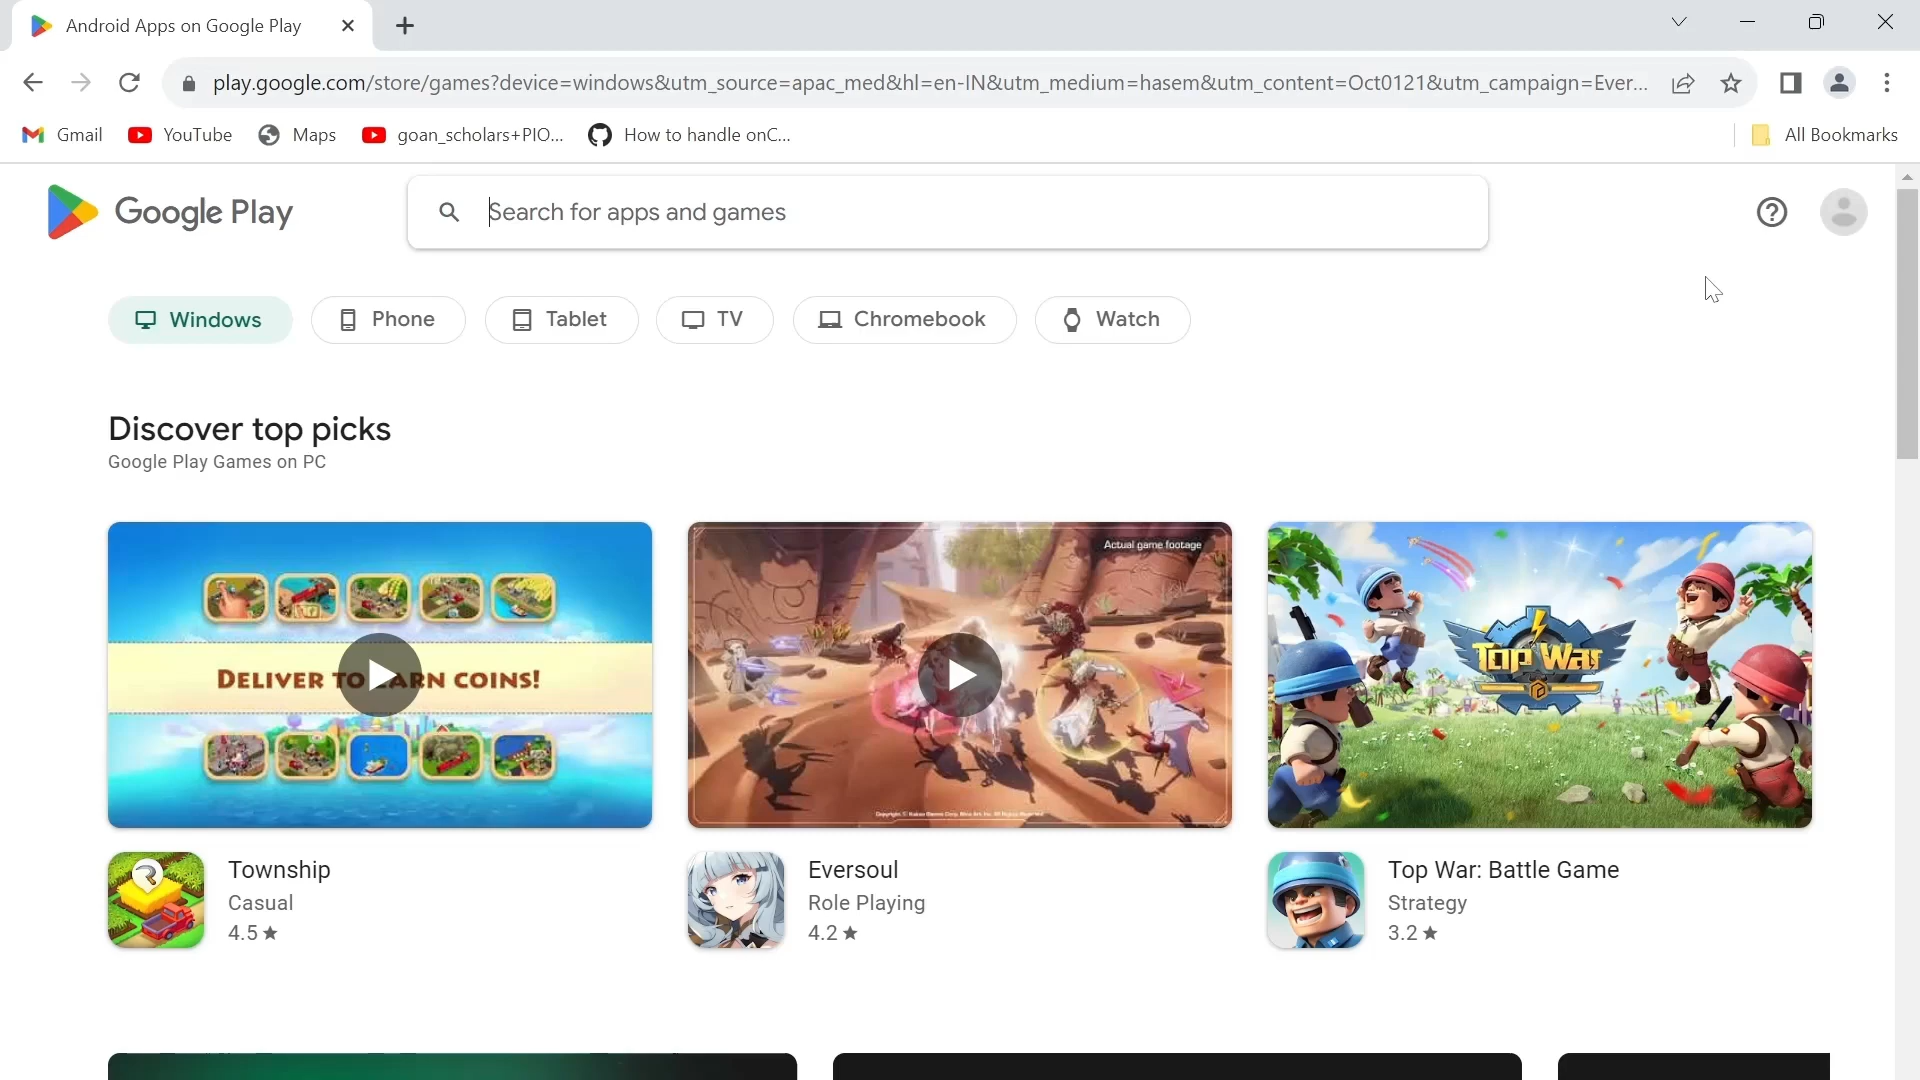 Android Apps on Google Play
play.google.com/store/games?device=windows&utm_source=apac_med&hl=en-IN&utm_medium=hasem&utm_content=Oct0121&utm_campaign=Ever...
Gmail YouTube Maps goan_scholars+PIO... How to handle onC... All Bookmarks
Google Play Search for apps and games
Windows Phone Tablet TV Chromebook Watch
Discover top picks
Google Play Games on PC
Actual game footage
DELIVER TO EARN COINS!
Top War
Township Eversoul Top War: Battle Game
Casual Role Playing Strategy
4.5★ 4.2★ 3.2★